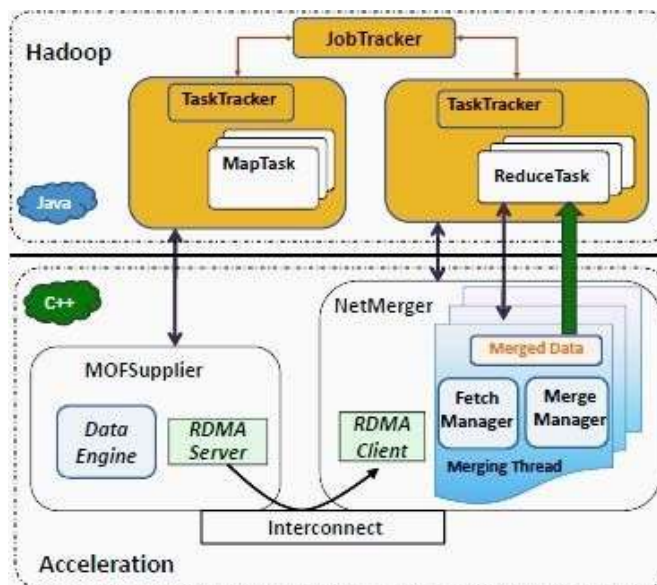 JobTracker
Hadoop
TaskTracker
TaskTracker
MapTask
ReduceTask
Java
C++
NetMerger
Merged Data
MOFSupplier
Fetch
Manager
Merge
Manager
Data
Engine
RDMA
Server
RDMA
Client
Merging Thread
Interconnect
Acceleration